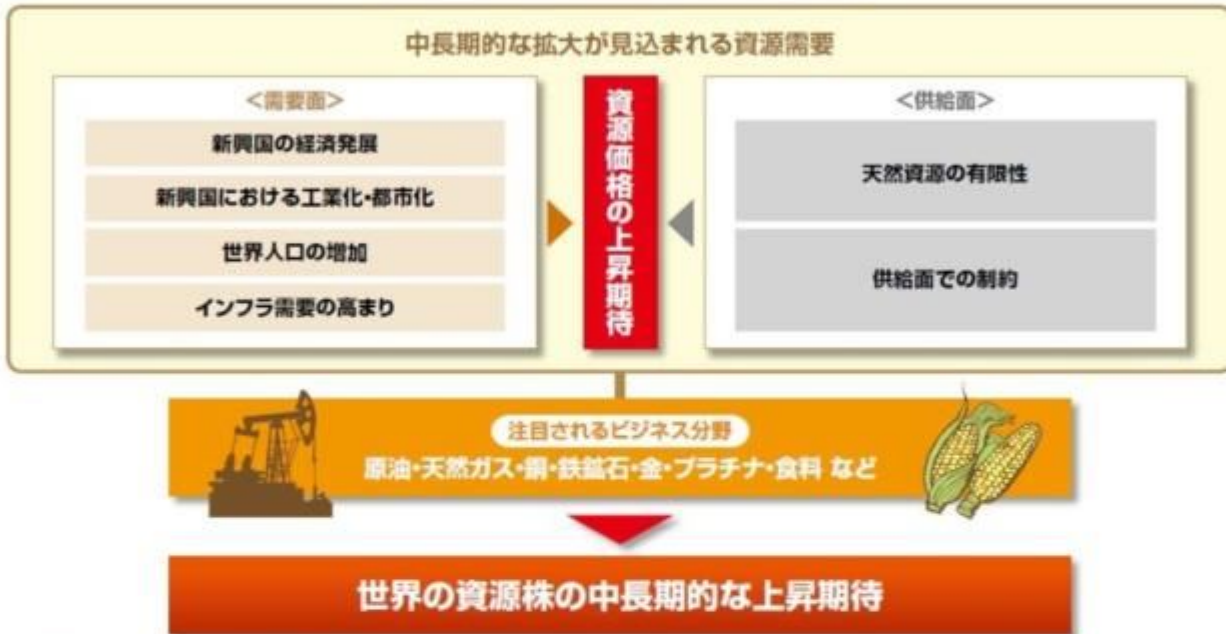 中長期的な拡大が見込まれる資源需要
＜需要面＞
新興国の経済発展
新興国における工業化・都市化
世界人口の増加
インフラ需要の高まり
資源価格の上昇期待
＜供給面＞
天然資源の有限性
供給面での制約
注目されるビジネス分野
原油・天然ガス・銅・鉄鉱石・金・プラチナ・食料 など
世界の資源株の中長期的な上昇期待